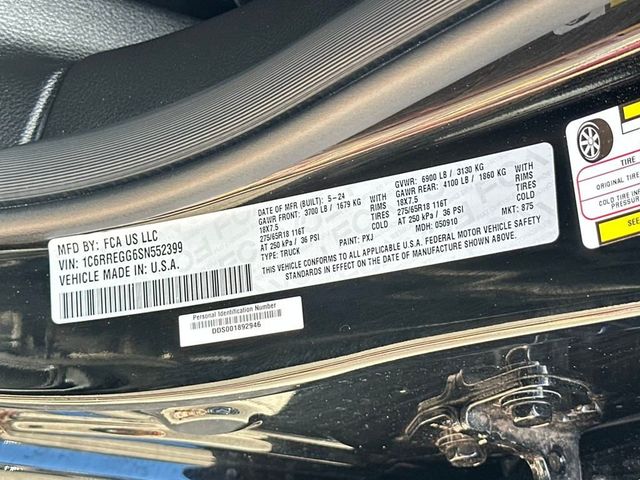 MFD BY: FCA US LLC
VIN: 1C6RREGG6SN552399
VEHICLE MADE IN U.S.A.
DATE OF MFR (BUILT): 5-24
GAWR FRONT: 3700 LB / 1679 KG WITH
18X7.5 RIMS
275/65R18 116T TIRES
AT 250 kPa / 36 PSI COLD
TYPE: TRUCK PAINT: PXJ
GVWR: 6900 LB / 3130 KG
GAWR REAR: 4100 LB / 1860 KG WITH
18X7.5 RIMS
275/65R18 116T TIRES
AT 250 kPa / 36 PSI COLD
MDH: 050910 MKT: 875
THIS VEHICLE CONFORMS TO ALL APPLICABLE U.S.A. FEDERAL MOTOR VEHICLE SAFETY
STANDARDS IN EFFECT ON THE DATE OF MANUFACTURE SHOWN ABOVE.
Personal Identification Number
DDS001892946
TIRE
ORIGINAL TIRE
COLD TIRE